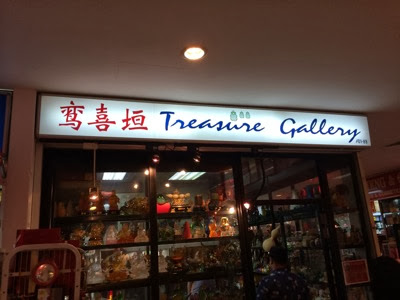 鸾喜垣 Treasure Gallery